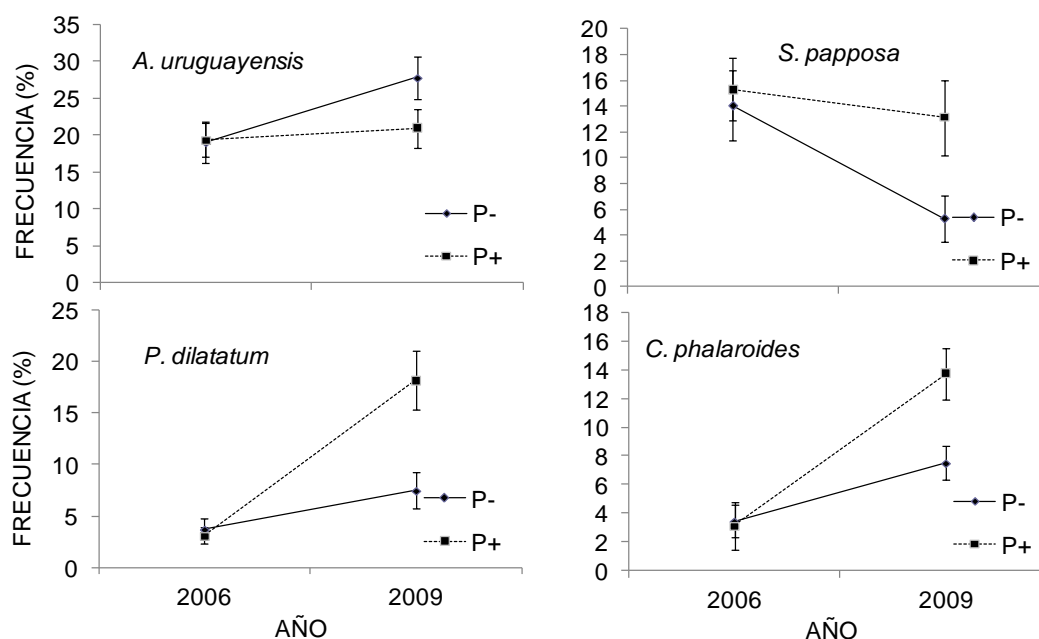 FRECUENCIA (%)
35
30
25
20
15
10
5
0
A. uruguayensis
P-
P+
20
18
16
14
12
10
8
6
4
2
0
S. papposa
P-
P+
FRECUENCIA (%)
25
20
15
10
5
0
P. dilatatum
P-
P+
2006
2009
AÑO
18
16
14
12
10
8
6
4
2
0
C. phalaroides
P-
P+
2006
2009
AÑO